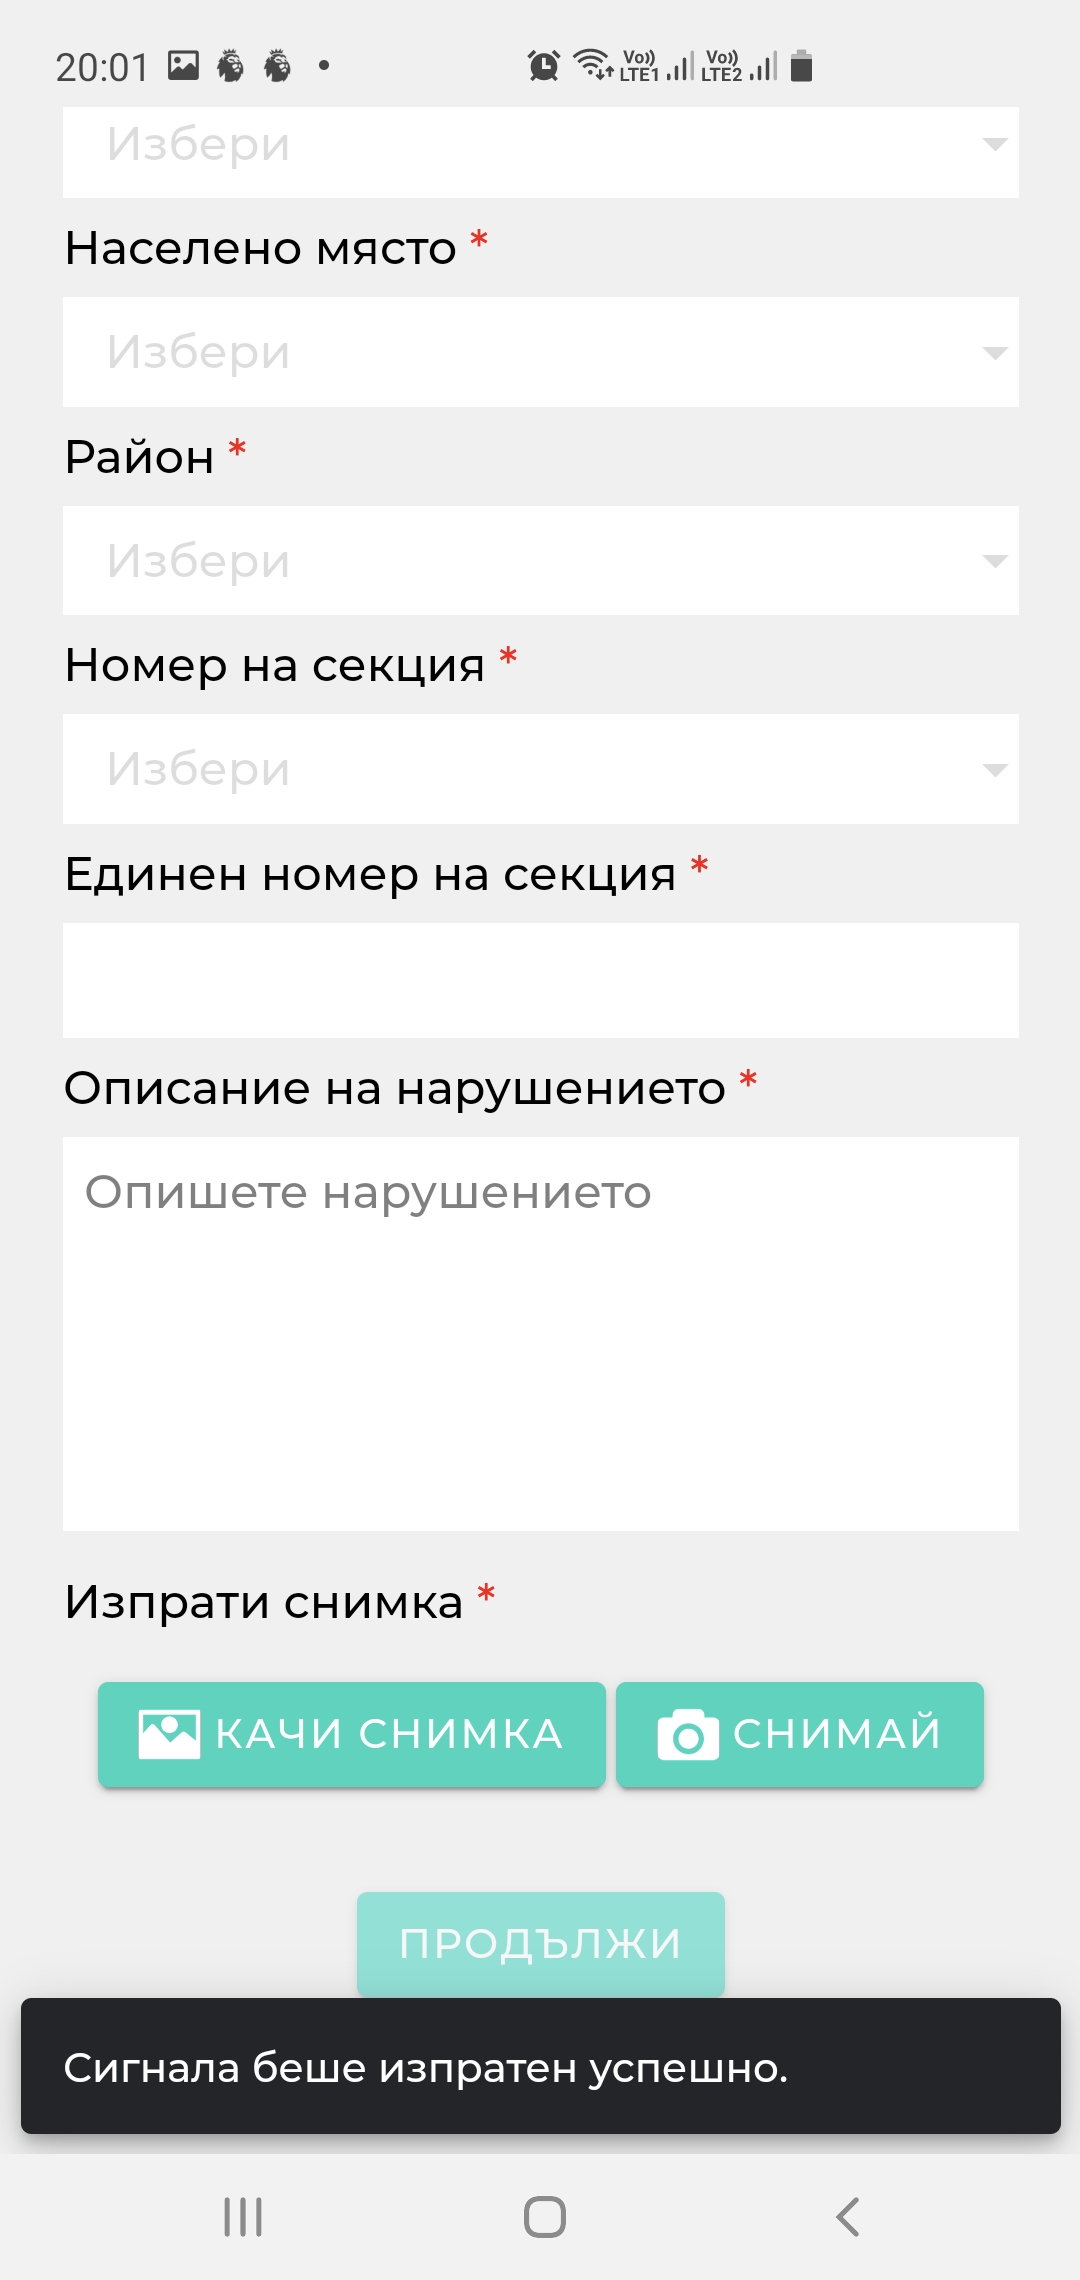 20:01 Vo)) LTE1 Vo)) LTE2
Избери
Населено място *
Избери
Район *
Избери
Номер на секция *
Избери
Единен номер на секция *
Описание на нарушението *
Опишете нарушението
Изпрати снимка *
КАЧИ СНИМКА СНИМАЙ
ПРОДЪЛЖИ
Сигнала беше изпратен успешно.